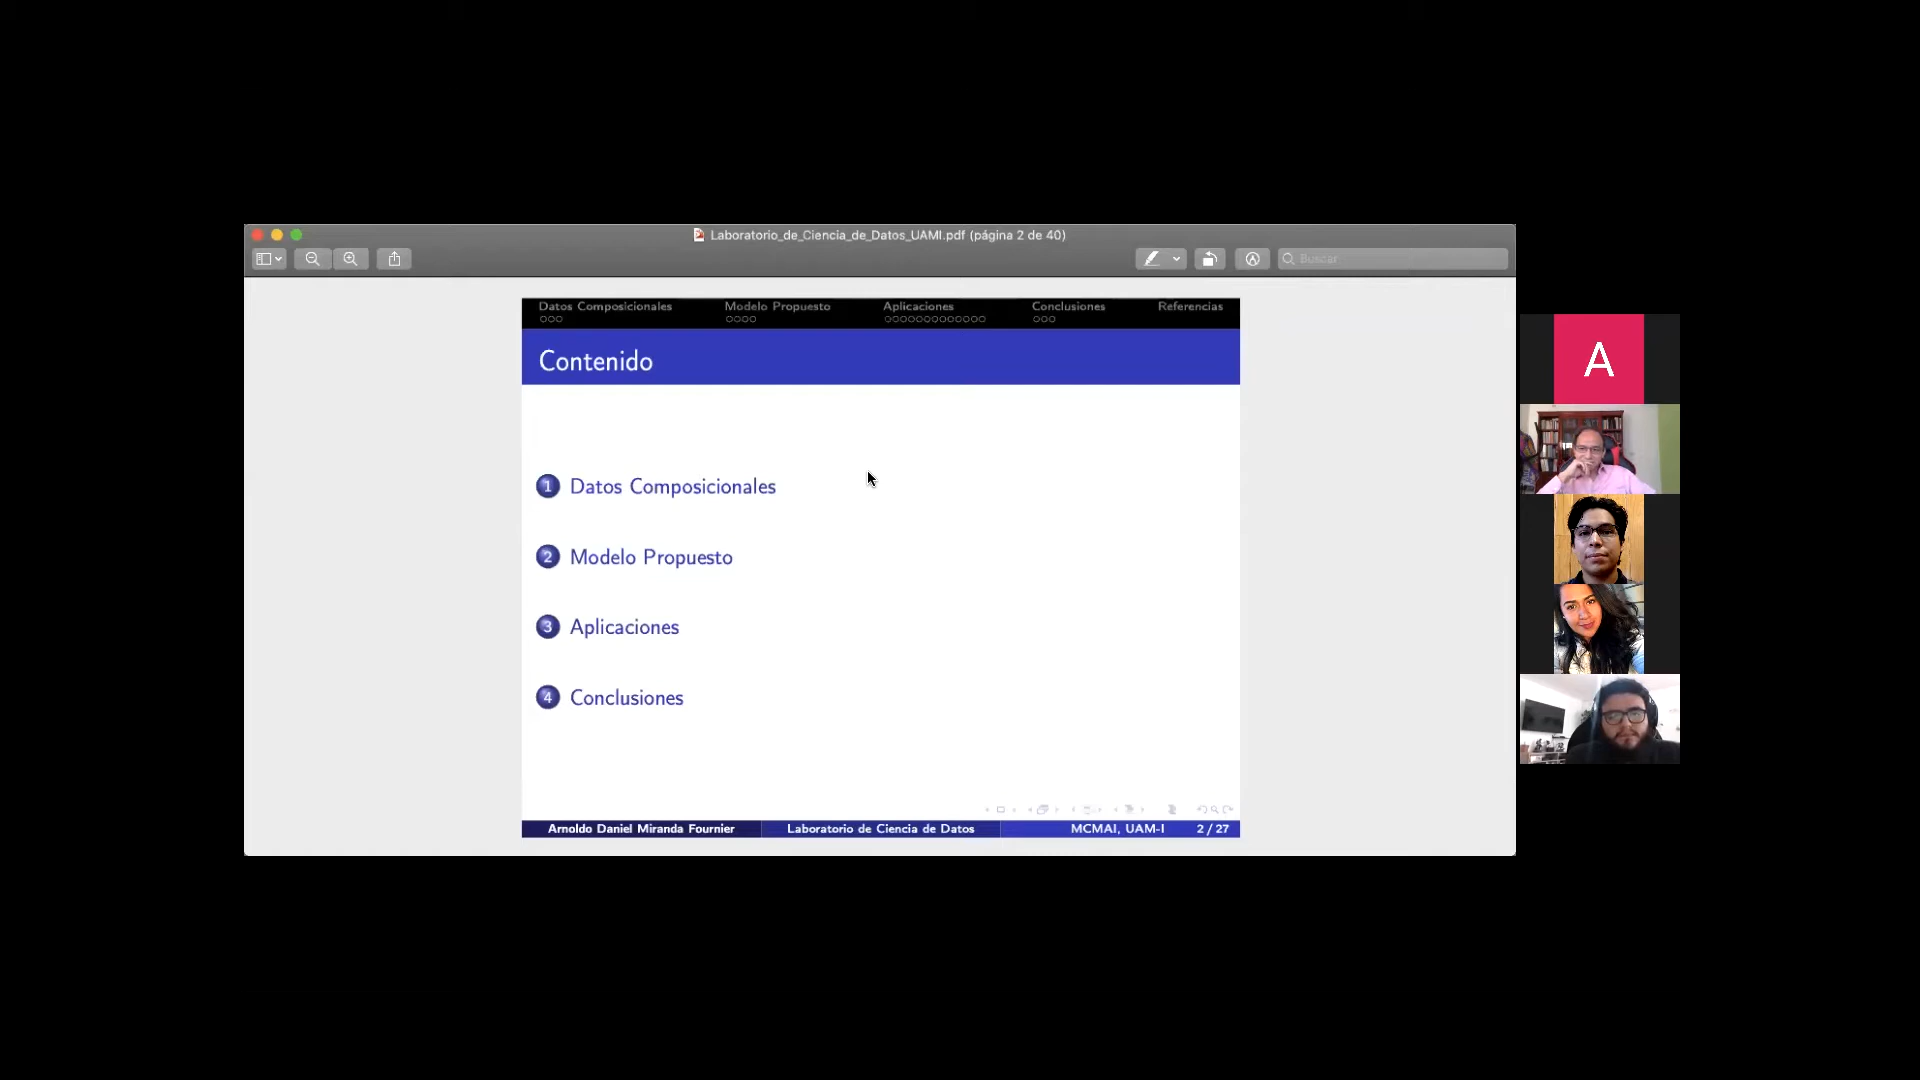 Laboratorio_de_Ciencia_de_Datos_UAMI.pdf (página 2 de 40)
Buscar
Datos Composicionales
Modelo Propuesto
Aplicaciones
Conclusiones
Referencias
Contenido
1 Datos Composicionales
2 Modelo Propuesto
3 Aplicaciones
4 Conclusiones
Arnoldo Daniel Miranda Fournier
Laboratorio de Ciencia de Datos
MCMAI, UAM-I
2 / 27
A